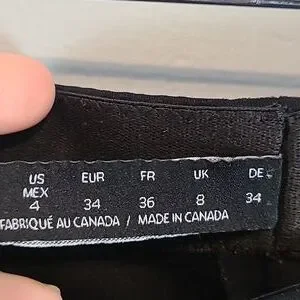 US EUR FR UK DE
MEX
4 34 36 8 34
FABRIQUÉ AU CANADA / MADE IN CANADA